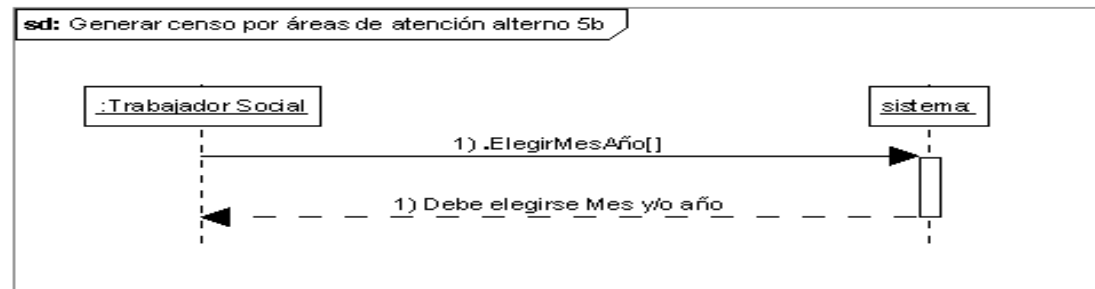 sd: Generar censo por áreas de atención alterno 5b
:Trabajador Social
sistema:
1) .ElegirMesAño[]
1) Debe elegirse Mes y/o año